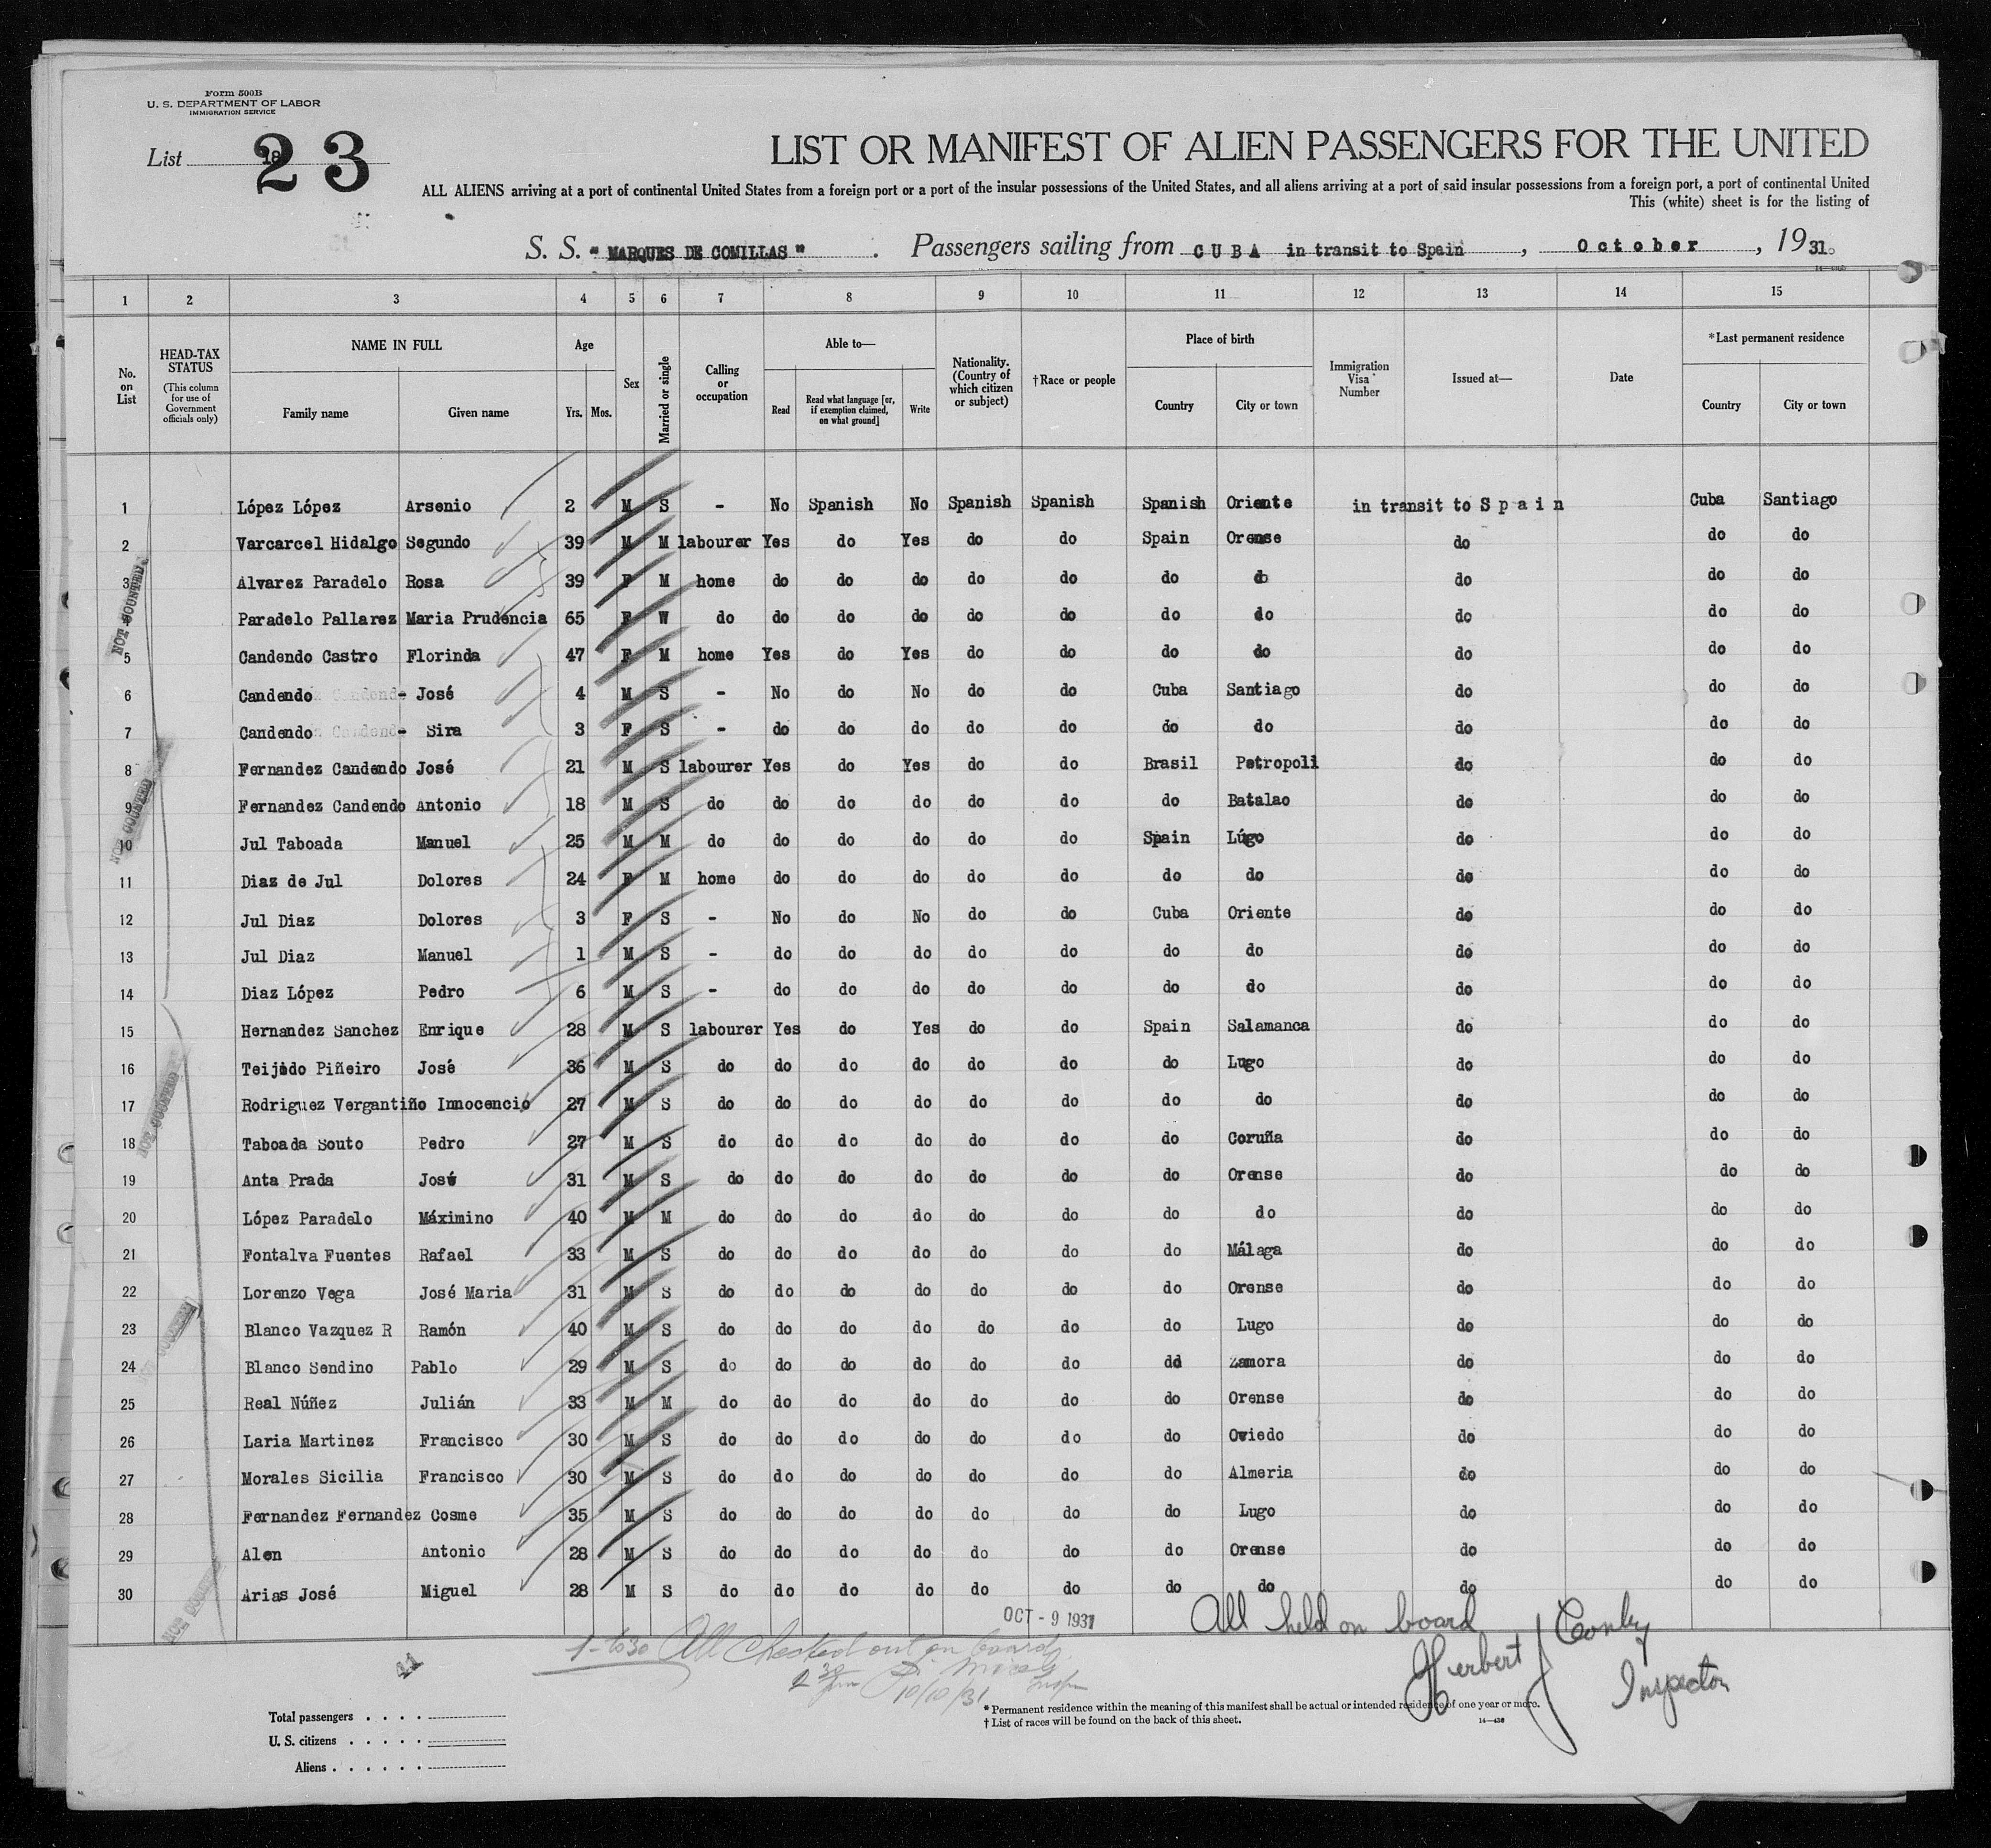 Form 500B
U. S. DEPARTMENT OF LABOR
IMMIGRATION SERVICE
List 23
LIST OR MANIFEST OF ALIEN PASSENGERS FOR THE UNITED
ALL ALIENS arriving at a port of continental United States from a foreign port or a port of the insular possessions of the United States, and all aliens arriving at a port of said insular possessions from a foreign port, a port of continental United
This (white) sheet is for the listing of
S. S. "MARQUES DE COMILLAS". Passengers sailing from CUBA in transit to Spain, October, 1931.
1 2 3 4 5 6 7 8 9 10 11 12 13 14 15
No. on List HEAD-TAX STATUS (This column for use of Government officials only) NAME IN FULL Family name Given name Age Yrs. Mos. Sex Married or single Calling or occupation Able to— Read Read what language [or, if exemption claimed, on what ground] Write Nationality. (Country of which citizen or subject) †Race or people Place of birth Country City or town Immigration Visa Number Issued at— Date *Last permanent residence Country City or town
1 López López Arsenio 2 M S - No Spanish No Spanish Spanish Spanish Oriente in transit to Spain Cuba Santiago
2 Varcarcel Hidalgo Segundo 39 M M labourer Yes do Yes do do Spain Orense do do do
3 Alvarez Paradelo Rosa 39 F M home do do do do do do do do do do
Paradelo Pallarez Maria Prudencia 65 F W do do do do do do do do do do do
5 Candendo Castro Florinda 47 F M home Yes do Yes do do do do do do do
6 Candendo - José 4 M S - No do No do do Cuba Santiago do do do
7 Candendo - Sira 3 F S - do do do do do do do do do do
8 Fernandez Candendo José 21 M S labourer Yes do Yes do do Brasil Petropoli do do do
9 Fernandez Candendo Antonio 18 M S do do do do do do do Batalao do do do
10 Jul Taboada Manuel 25 M M do do do do do do Spain Lúgo do do do
11 Diaz de Jul Dolores 24 F M home do do do do do do do do do do
12 Jul Diaz Dolores 3 F S - No do No do do Cuba Oriente do do do
13 Jul Diaz Manuel 1 M S - do do do do do do do do do do
14 Diaz López Pedro 6 M S - do do do do do do do do do do
15 Hernandez Sanchez Enrique 28 M S labourer Yes do Yes do do Spain Salamanca do do do
16 Teijido Piñeiro José 36 M S do do do do do do do Lugo do do do
17 Rodriguez Vergantiño Innocencio 27 M S do do do do do do do do do do do
18 Taboada Souto Pedro 27 M S do do do do do do do Coruña do do do
19 Anta Prada José 31 M S do do do do do do do Orense do do do
20 López Paradelo Máximino 40 M M do do do do do do do do do do do
21 Fontalva Fuentes Rafael 33 M S do do do do do do do Málaga do do do
22 Lorenzo Vega José Maria 31 M S do do do do do do do Orense do do do
23 Blanco Vazquez R Ramón 40 M S do do do do do do do Lugo do do do
24 Blanco Sendino Pablo 29 M S do do do do do do dd Zamora do do do
25 Real Núñez Julián 33 M M do do do do do do do Orense do do do
26 Laria Martinez Francisco 30 M S do do do do do do do Oviedo do do do
27 Morales Sicilia Francisco 30 M S do do do do do do do Almeria do do do
28 Fernandez Fernandez Cosme 35 M S do do do do do do do Lugo do do do
29 Alen Antonio 28 M S do do do do do do do Orense do do do
30 Arias José Miguel 28 M S do do do do do do do do do do do
NOT COUNTED
NOT COUNTED
NOT COUNTED
NOT COUNTED
NOT COUNTED
OCT - 9 1931
All held on board
Herbert J Conly
Inspector
1-to 30 All Checked out on board
10/10/31
41
*Permanent residence within the meaning of this manifest shall be actual or intended residence of one year or more.
†List of races will be found on the back of this sheet.
Total passengers . . . .
U. S. citizens . . . . .
Aliens . . . . . .